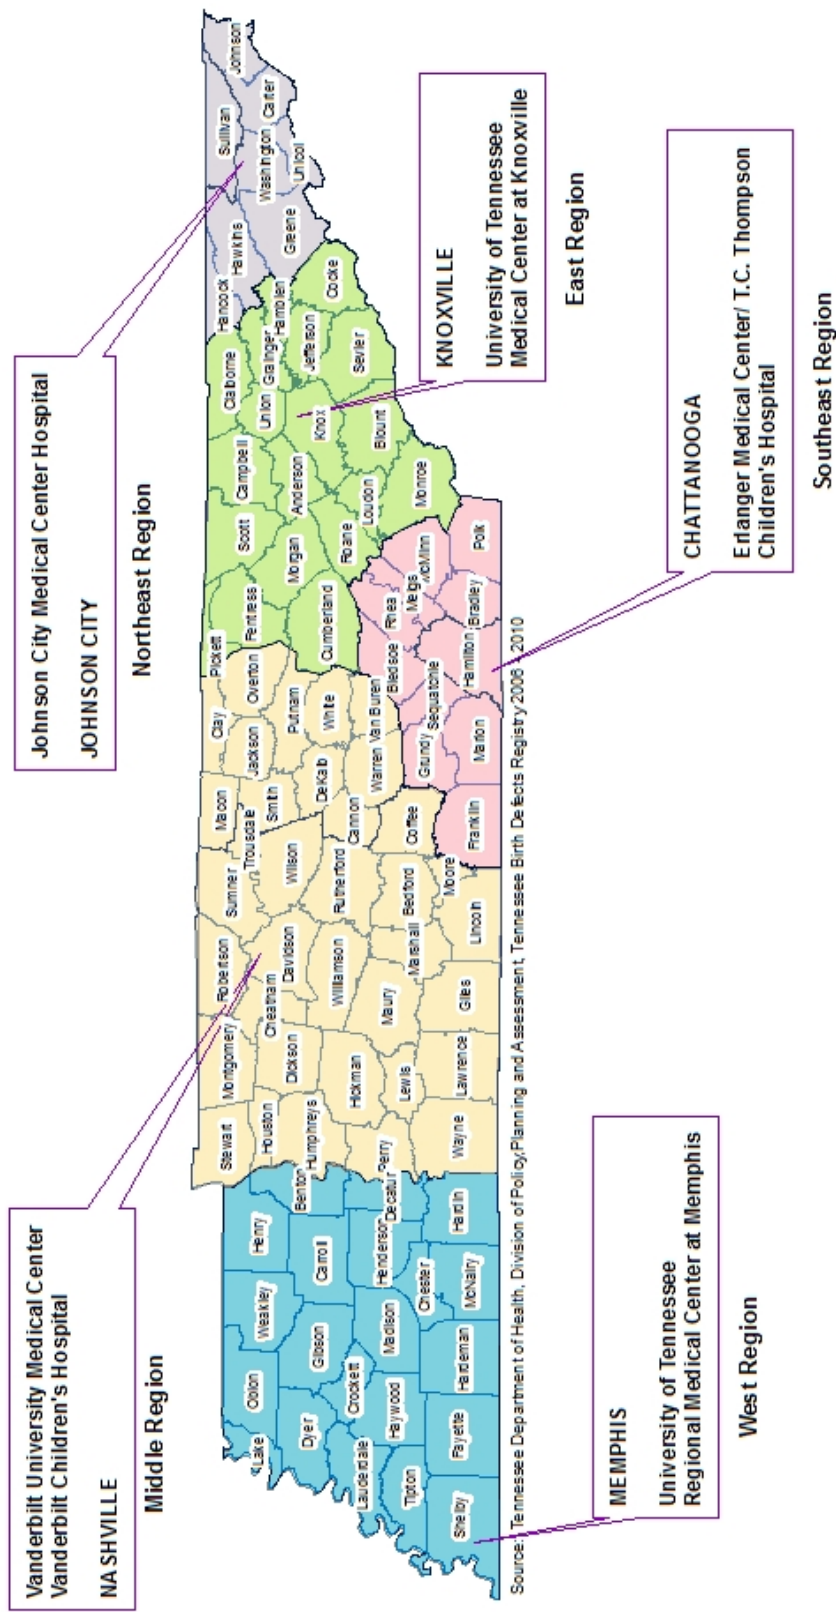 Vanderbilt University Medical Center
Vanderbilt Children's Hospital
NASHVILLE
Middle Region
Johnson City Medical Center Hospital
JOHNSON CITY
Northeast Region
Stewart
Montgomery
Robertson
Sumner
Macon
Clay
Pickett
Scott
Campbell
Claiborne
Hancock
Hawkins
Sullivan
Johnson
Lake
Obion
Weakley
Henry
Houston
Dickson
Cheatham
Davidson
Wilson
Trousdale
Smith
Jackson
Overton
Fentress
Morgan
Anderson
Union
Grainger
Hamblen
Greene
Washington
Unicoi
Carter
Dyer
Gibson
Carroll
Benton
Humphreys
Hickman
Williamson
Rutherford
Cannon
DeKalb
Putnam
White
Cumberland
Roane
Loudon
Knox
Jefferson
Cocke
Lauderdale
Crockett
Haywood
Madison
Henderson
Decatur
Perry
Lewis
Maury
Marshall
Bedford
Coffee
Warren
Van Buren
Bledsoe
Rhea
Meigs
McMinn
Monroe
Blount
Sevier
Tipton
Shelby
Fayette
Hardeman
Chester
McNairy
Hardin
Wayne
Lawrence
Giles
Lincoln
Moore
Franklin
Grundy
Marion
Sequatchie
Hamilton
Bradley
Polk
Source: Tennessee Department of Health, Division of Policy, Planning and Assessment, Tennessee Birth Defects Registry 2006 2010
MEMPHIS
University of Tennessee
Regional Medical Center at Memphis
West Region
KNOXVILLE
University of Tennessee
Medical Center at Knoxville
East Region
CHATTANOOGA
Erlanger Medical Center/ T.C. Thompson
Children's Hospital
Southeast Region